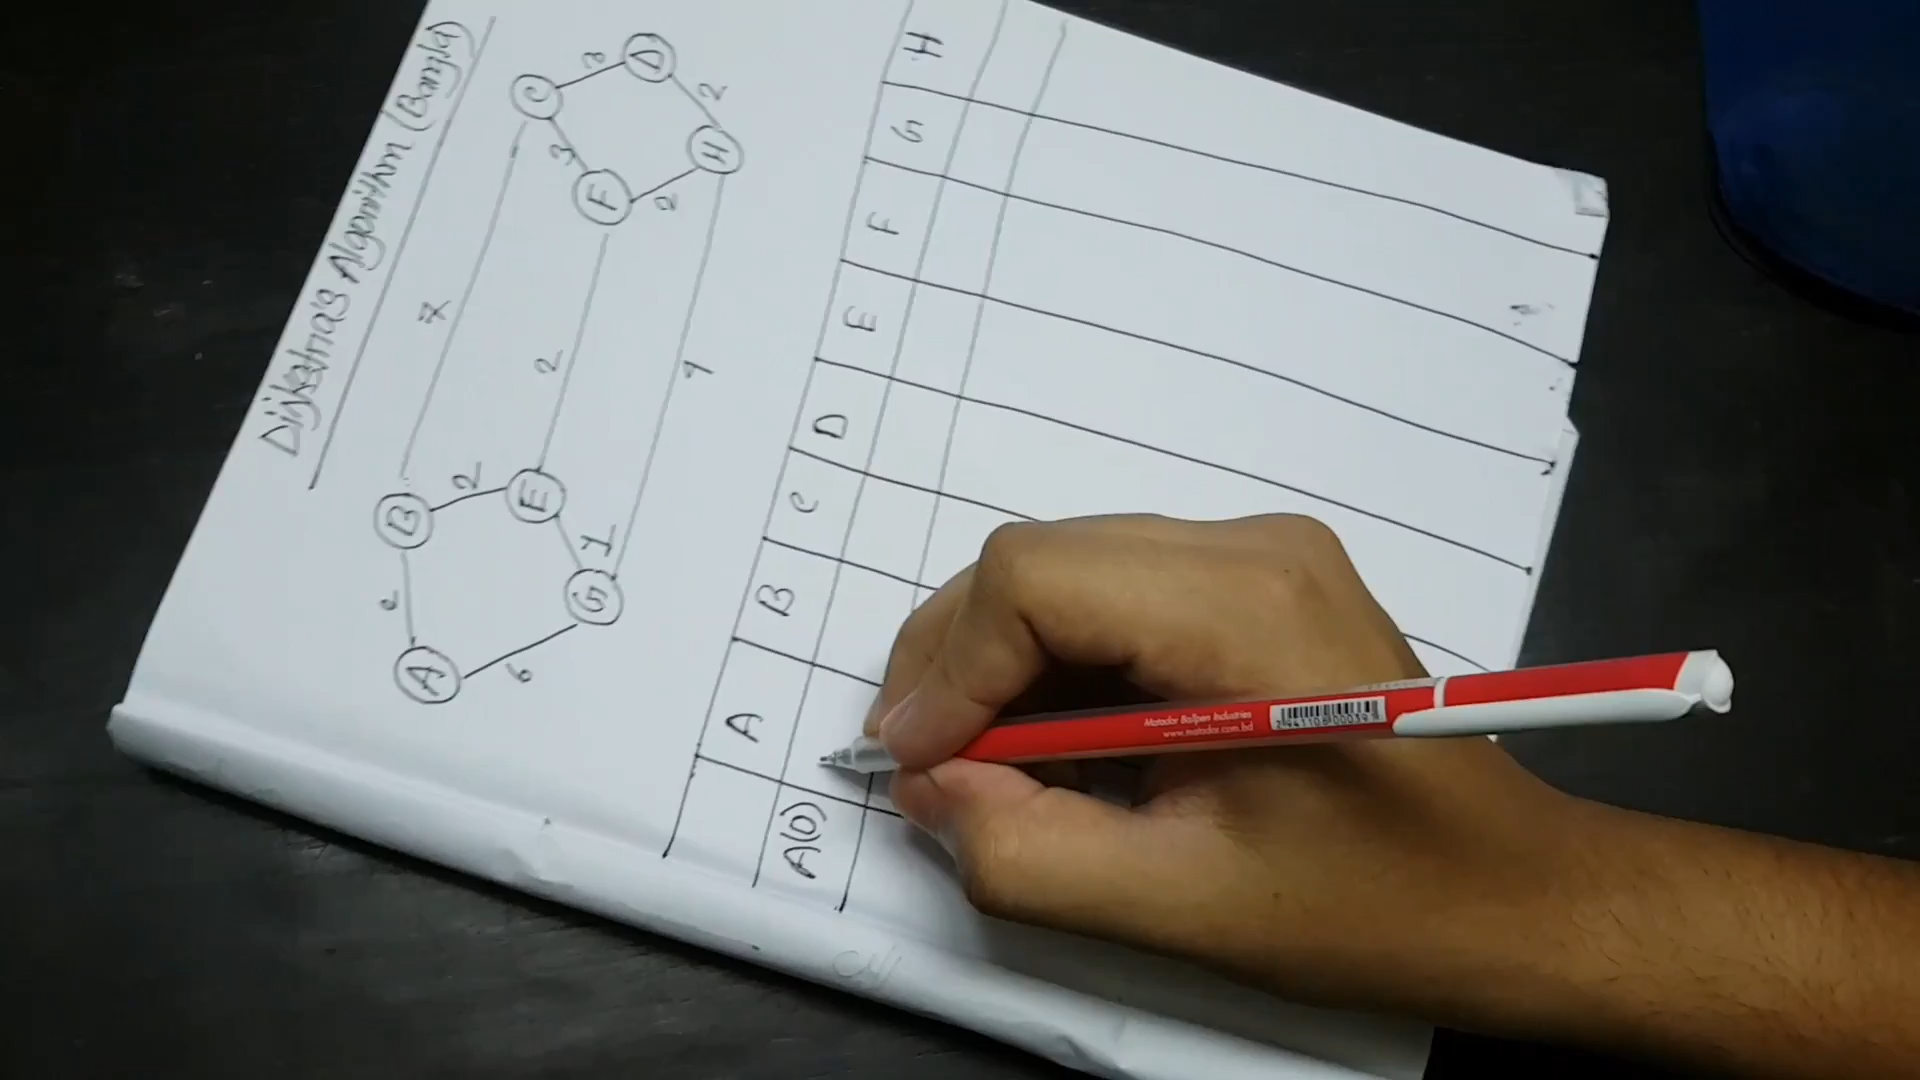 Dijkstra's Algorithm (Bangla)
A
B
C
D
E
F
G
H
7
2
3
3
2
2
2
1
6
A B C D E F G H
A(0)
Matador Ballpen Industries
www.matador.com.bd